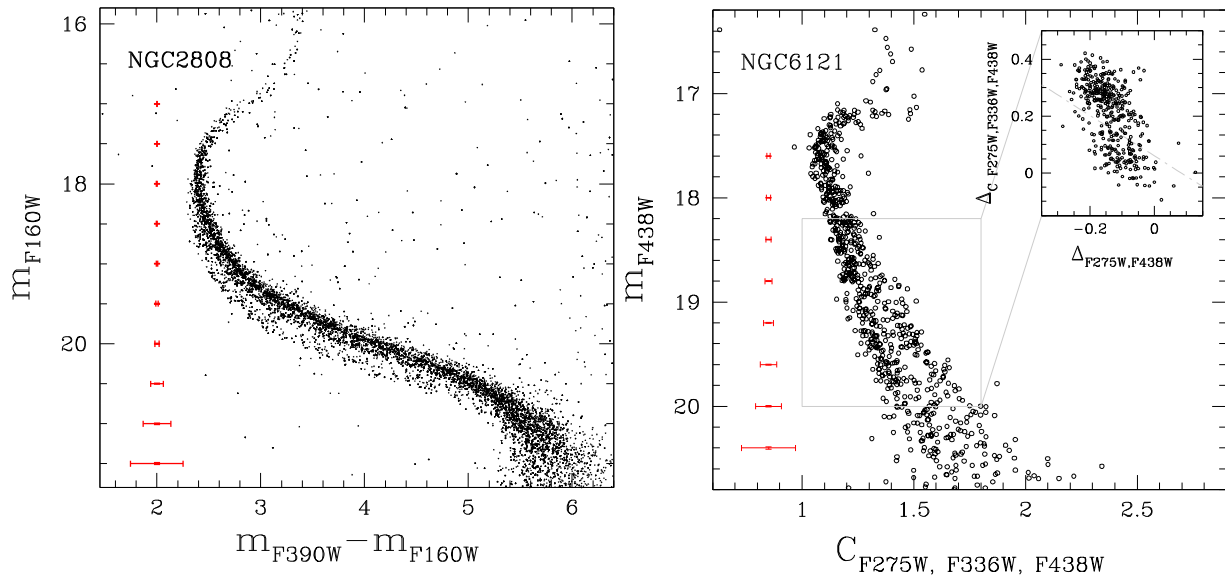 NGC2808
16
18
20
m_F160W
2 3 4 5 6
m_F390W−m_F160W
NGC6121
17
18
19
20
m_F438W
1 1.5 2 2.5
C_F275W, F336W, F438W
0.4
0.2
0
Δ_C F275W,F336W,F438W
−0.2 0
Δ_F275W,F438W